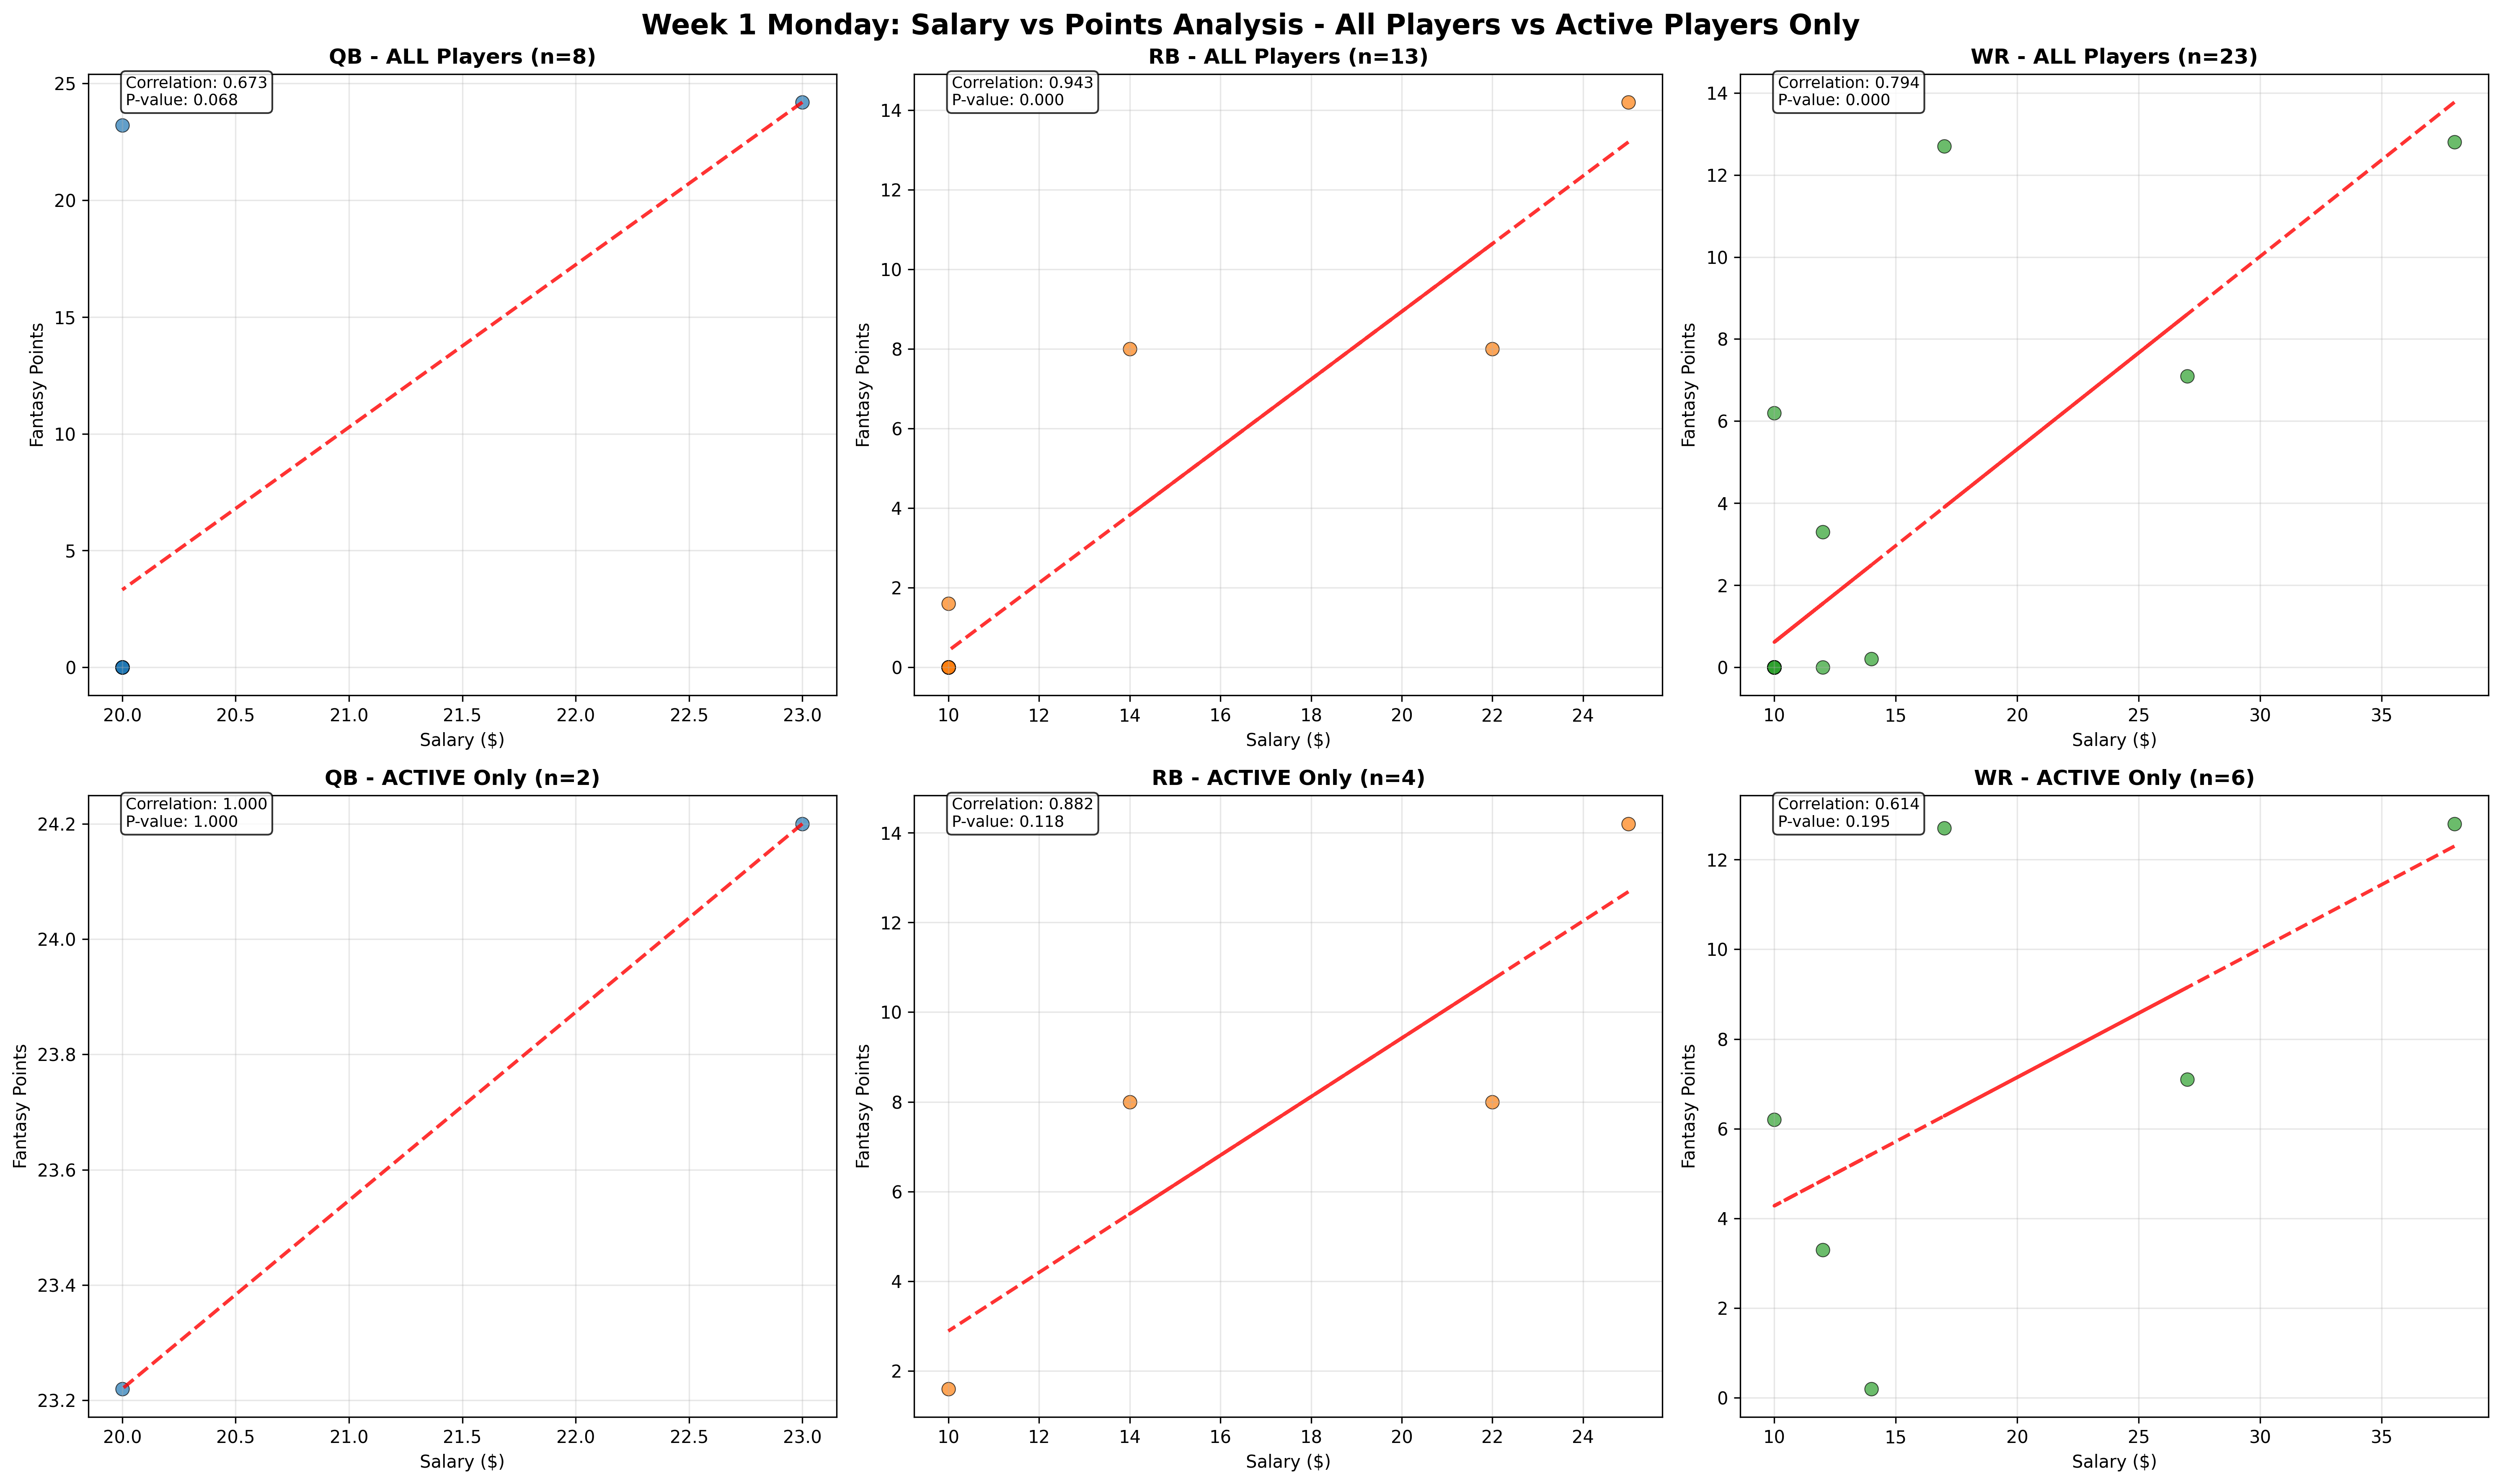 Week 1 Monday: Salary vs Points Analysis - All Players vs Active Players Only
QB - ALL Players (n=8)
Correlation: 0.673
P-value: 0.068
25
20
15
10
5
0
Fantasy Points
20.0 20.5 21.0 21.5 22.0 22.5 23.0
Salary ($)
RB - ALL Players (n=13)
Correlation: 0.943
P-value: 0.000
14
12
10
8
6
4
2
0
Fantasy Points
10 12 14 16 18 20 22 24
Salary ($)
WR - ALL Players (n=23)
Correlation: 0.794
P-value: 0.000
14
12
10
8
6
4
2
0
Fantasy Points
10 15 20 25 30 35
Salary ($)
QB - ACTIVE Only (n=2)
Correlation: 1.000
P-value: 1.000
24.2
24.0
23.8
23.6
23.4
23.2
Fantasy Points
20.0 20.5 21.0 21.5 22.0 22.5 23.0
Salary ($)
RB - ACTIVE Only (n=4)
Correlation: 0.882
P-value: 0.118
14
12
10
8
6
4
2
Fantasy Points
10 12 14 16 18 20 22 24
Salary ($)
WR - ACTIVE Only (n=6)
Correlation: 0.614
P-value: 0.195
12
10
8
6
4
2
0
Fantasy Points
10 15 20 25 30 35
Salary ($)